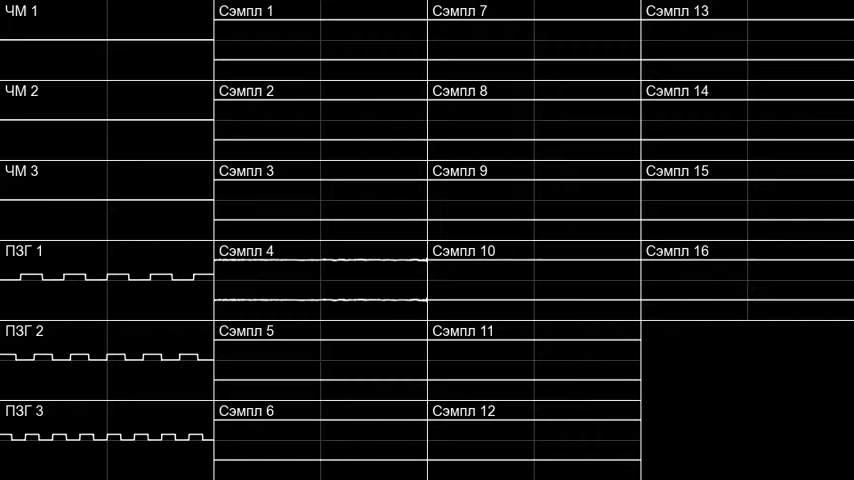 ЧМ 1
Сэмпл 1
Сэмпл 7
Сэмпл 13
ЧМ 2
Сэмпл 2
Сэмпл 8
Сэмпл 14
ЧМ 3
Сэмпл 3
Сэмпл 9
Сэмпл 15
ПЗГ 1
Сэмпл 4
Сэмпл 10
Сэмпл 16
ПЗГ 2
Сэмпл 5
Сэмпл 11
ПЗГ 3
Сэмпл 6
Сэмпл 12